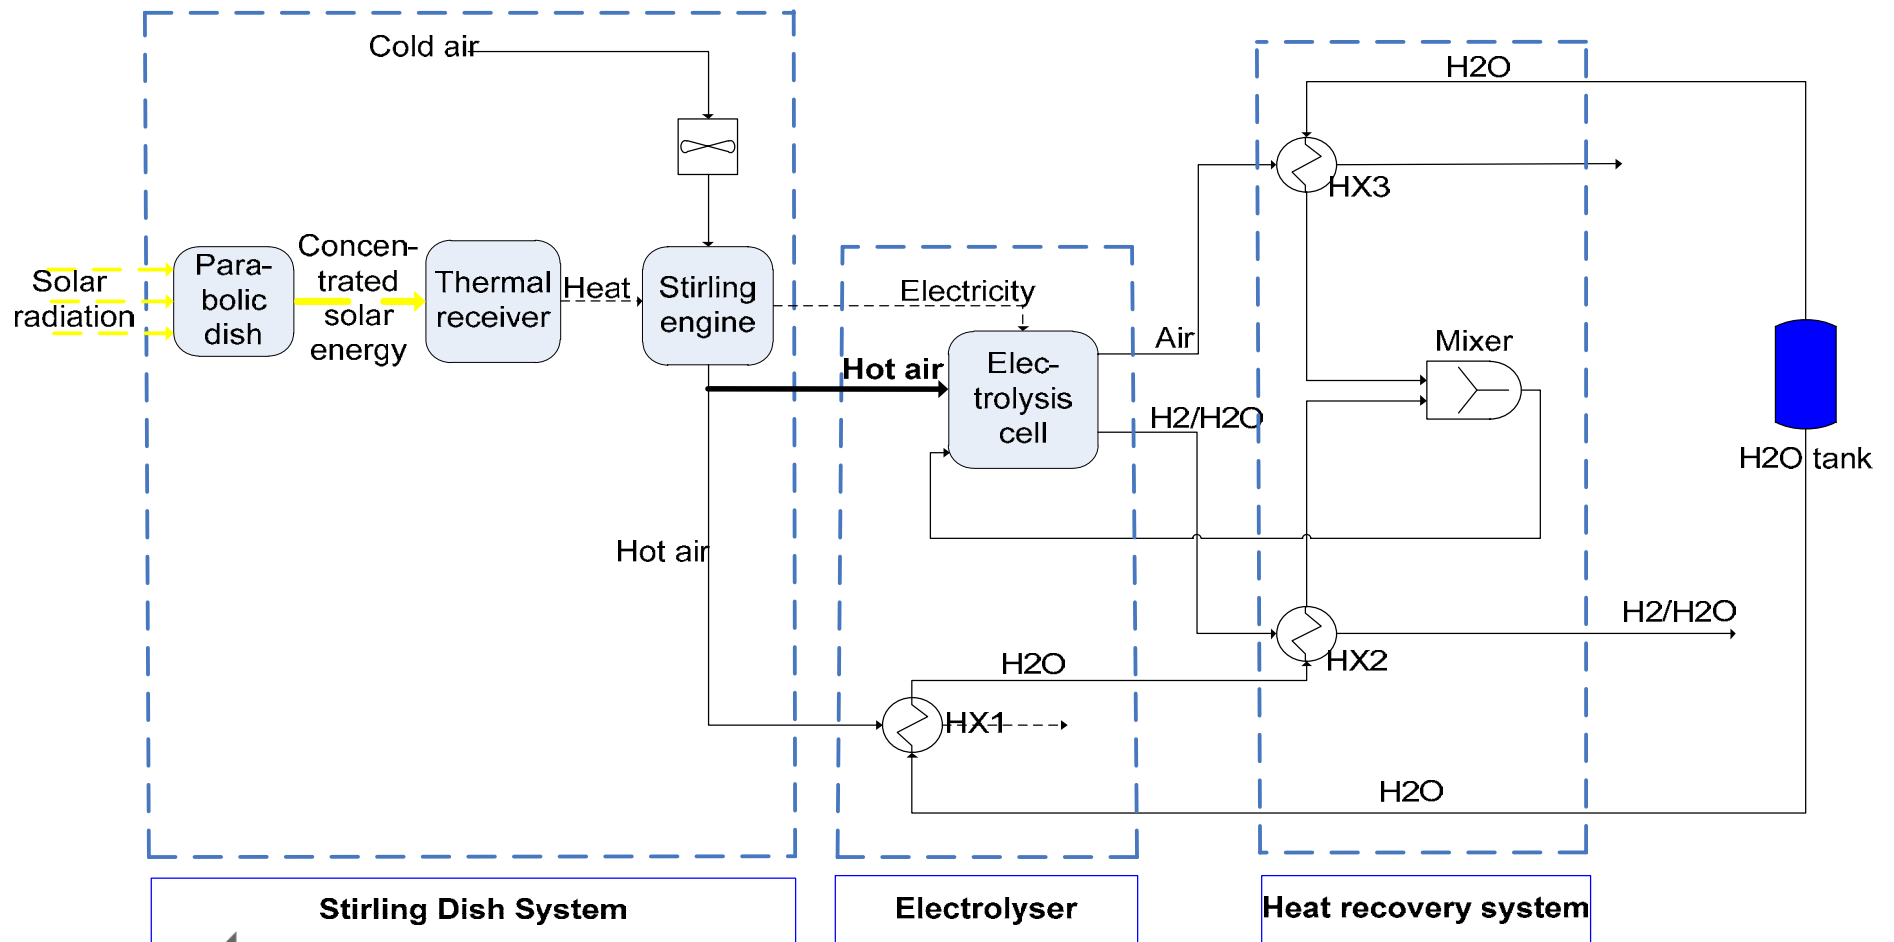 Cold air
H2O
HX3
Solar
radiation
Para-
bolic
dish
Concen-
trated
solar
energy
Thermal
receiver
Heat
Stirling
engine
Electricity
Air
Hot air
Elec-
trolysis
cell
H2/H2O
Mixer
H2O tank
Hot air
H2/H2O
H2O
HX2
HX1
H2O
Stirling Dish System
Electrolyser
Heat recovery system